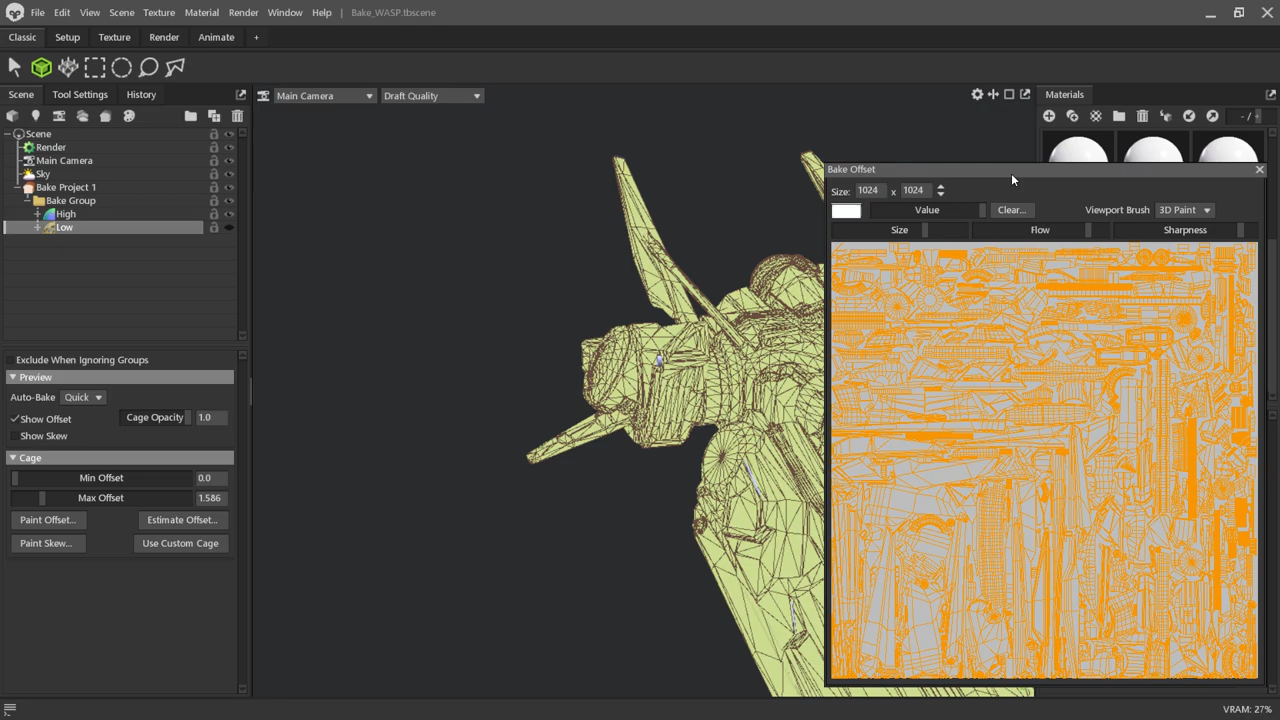 File Edit View Scene Texture Material Render Window Help Bake_WASP.tbscene
Classic Setup Texture Render Animate +
Scene Tool Settings History
Main Camera Draft Quality
Materials
- /
Scene
Render
Main Camera
Sky
Bake Project 1
Bake Group
High
Low
Bake Offset
Size: 1024 x 1024
Value Clear... Viewport Brush 3D Paint
Size Flow Sharpness
Exclude When Ignoring Groups
Preview
Auto-Bake Quick
Show Offset Cage Opacity 1.0
Show Skew
Cage
Min Offset 0.0
Max Offset 1.586
Paint Offset... Estimate Offset...
Paint Skew... Use Custom Cage
VRAM: 27%